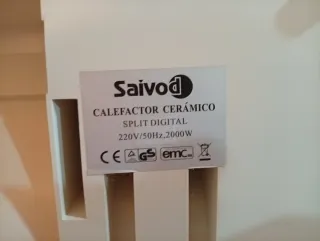 Saivod
CALEFACTOR CERÁMICO
SPLIT DIGITAL
220V/50Hz, 2000W
CE GS emc